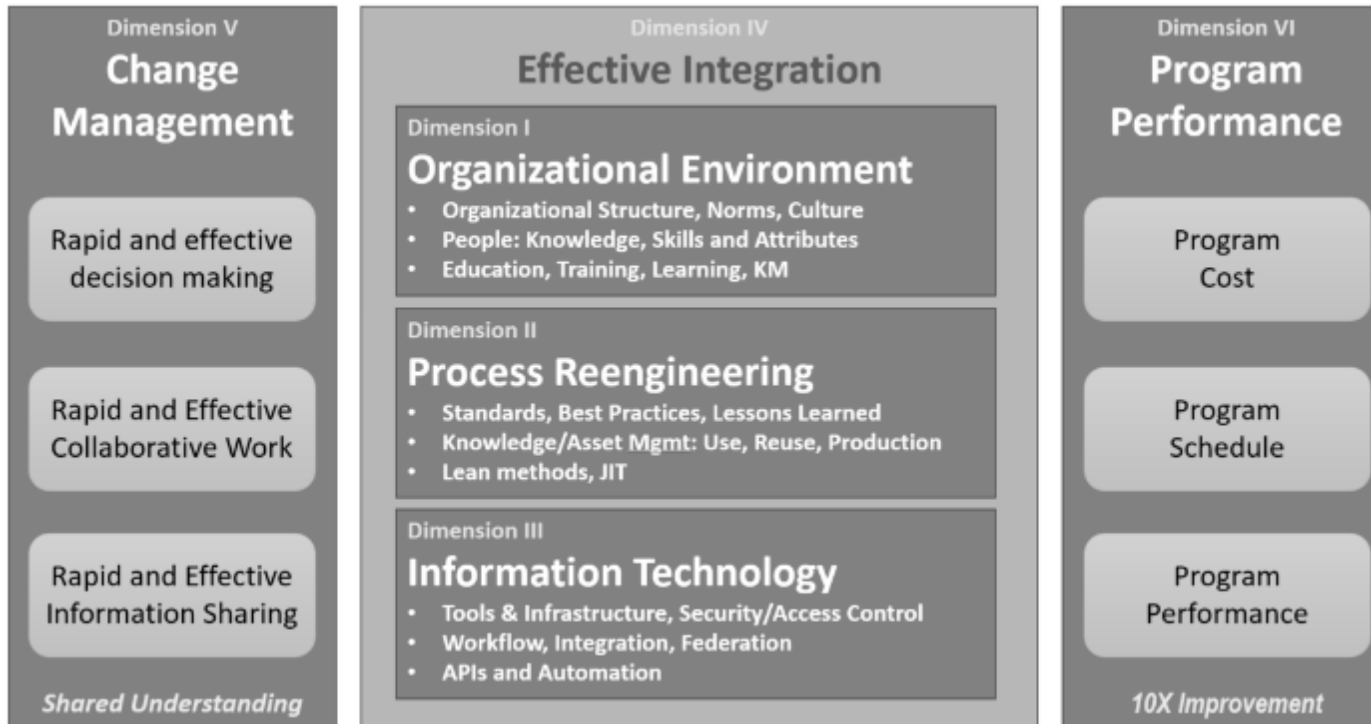 Dimension V
Change
Management
Rapid and effective
decision making
Rapid and Effective
Collaborative Work
Rapid and Effective
Information Sharing
Shared Understanding
Dimension IV
Effective Integration
Dimension I
Organizational Environment
• Organizational Structure, Norms, Culture
• People: Knowledge, Skills and Attributes
• Education, Training, Learning, KM
Dimension II
Process Reengineering
• Standards, Best Practices, Lessons Learned
• Knowledge/Asset Mgmt: Use, Reuse, Production
• Lean methods, JIT
Dimension III
Information Technology
• Tools & Infrastructure, Security/Access Control
• Workflow, Integration, Federation
• APIs and Automation
Dimension VI
Program
Performance
Program
Cost
Program
Schedule
Program
Performance
10X Improvement